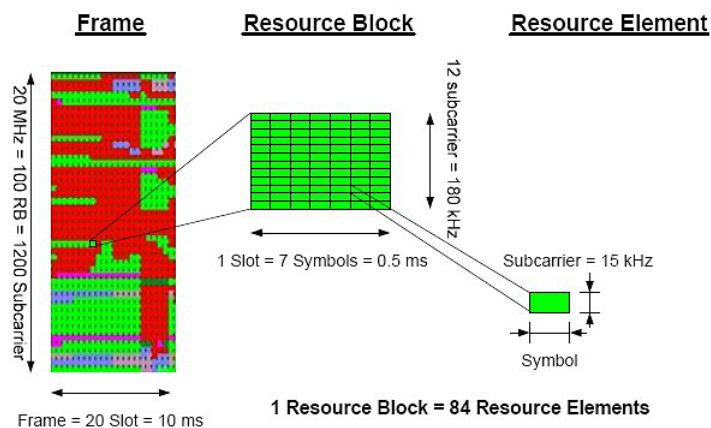 Frame
Resource Block
Resource Element
20 MHz = 100 RB = 1200 Subcarrier
12 subcarrier = 180 kHz
1 Slot = 7 Symbols = 0.5 ms
Subcarrier = 15 kHz
Symbol
Frame = 20 Slot = 10 ms
1 Resource Block = 84 Resource Elements